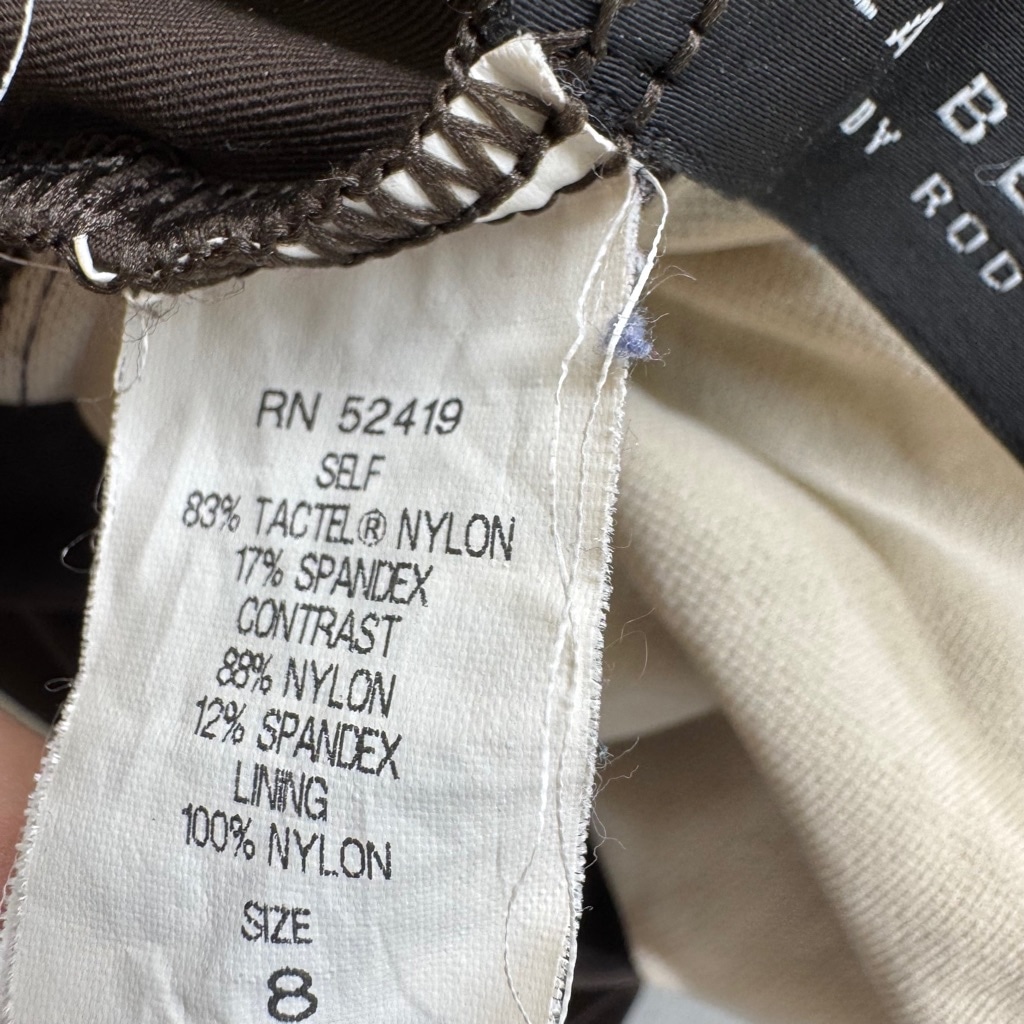 BE
BY ROD
RN 52419
SELF
83% TACTEL® NYLON
17% SPANDEX
CONTRAST
88% NYLON
12% SPANDEX
LINING
100% NYLON
SIZE
8